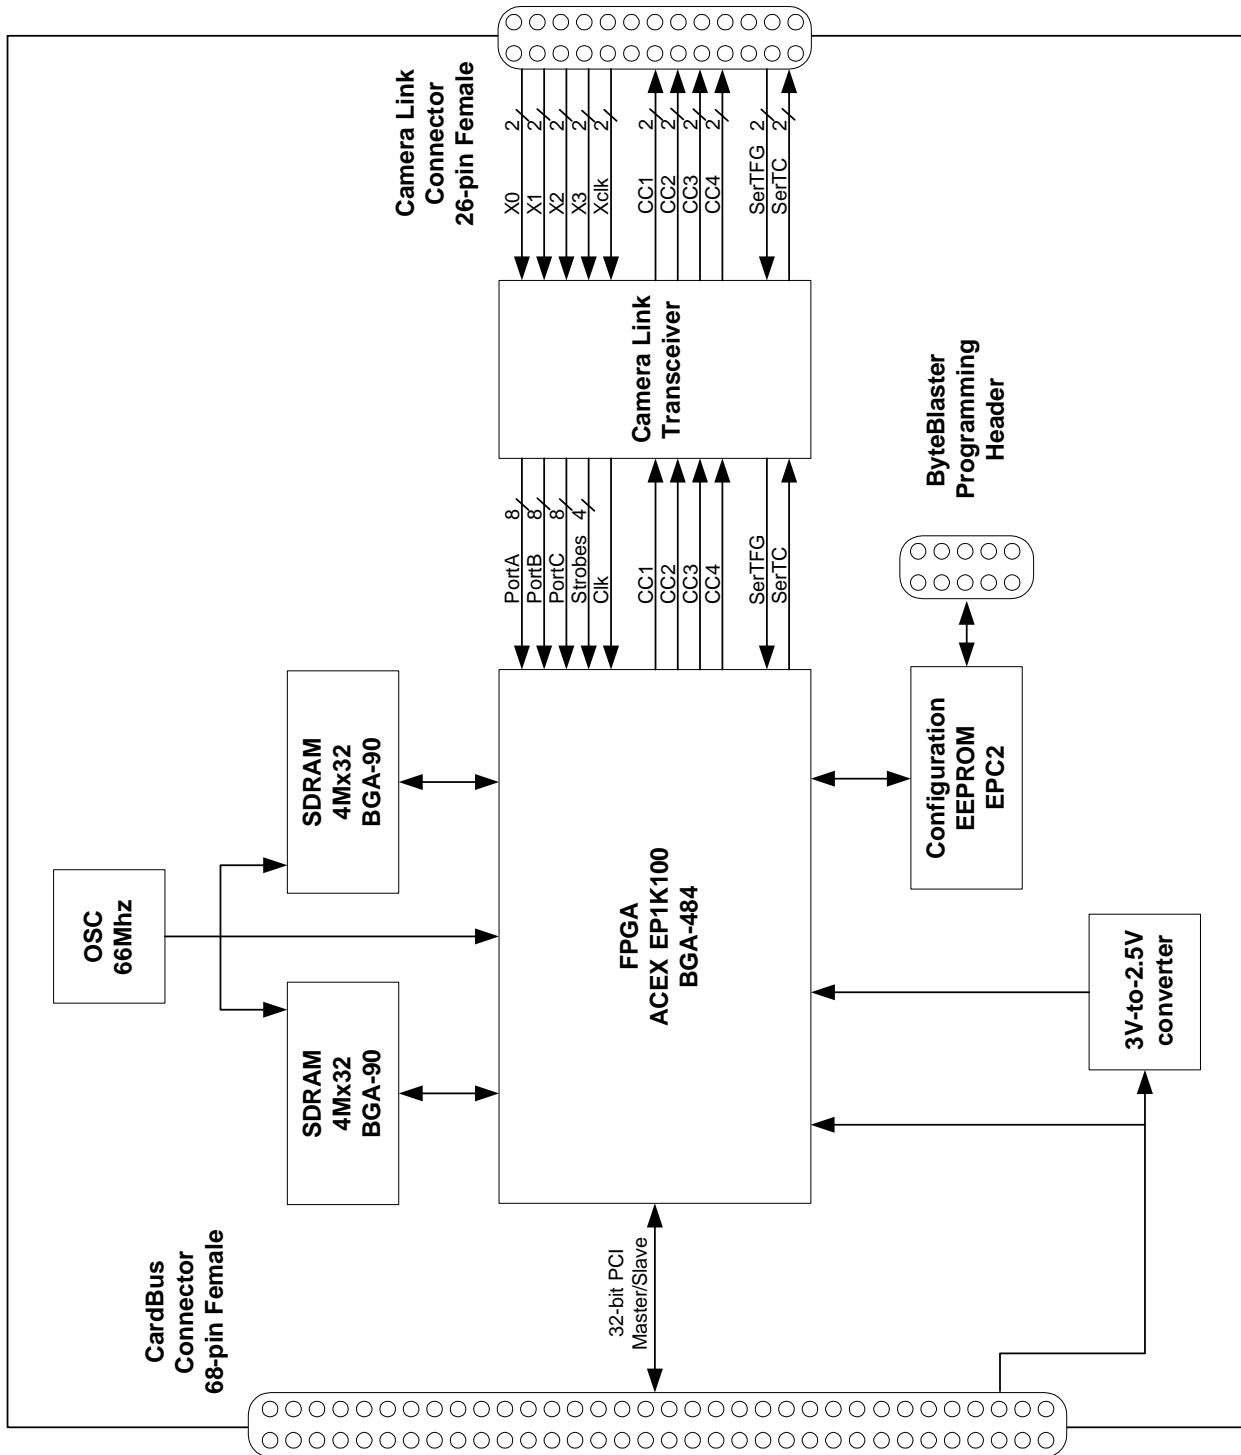 CardBus
Connector
68-pin Female
OSC
66Mhz
Camera Link
Connector
26-pin Female
SDRAM
4Mx32
BGA-90
SDRAM
4Mx32
BGA-90
32-bit PCI
Master/Slave
FPGA
ACEX EP1K100
BGA-484
PortA 8
PortB 8
PortC 8
Strobes 4
Clk
CC1
CC2
CC3
CC4
SerTFG
SerTC
Camera Link
Transceiver
X0 2
X1 2
X2 2
X3 2
Xclk 2
CC1 2
CC2 2
CC3 2
CC4 2
SerTFG 2
SerTC 2
3V-to-2.5V
converter
Configuration
EEPROM
EPC2
ByteBlaster
Programming
Header